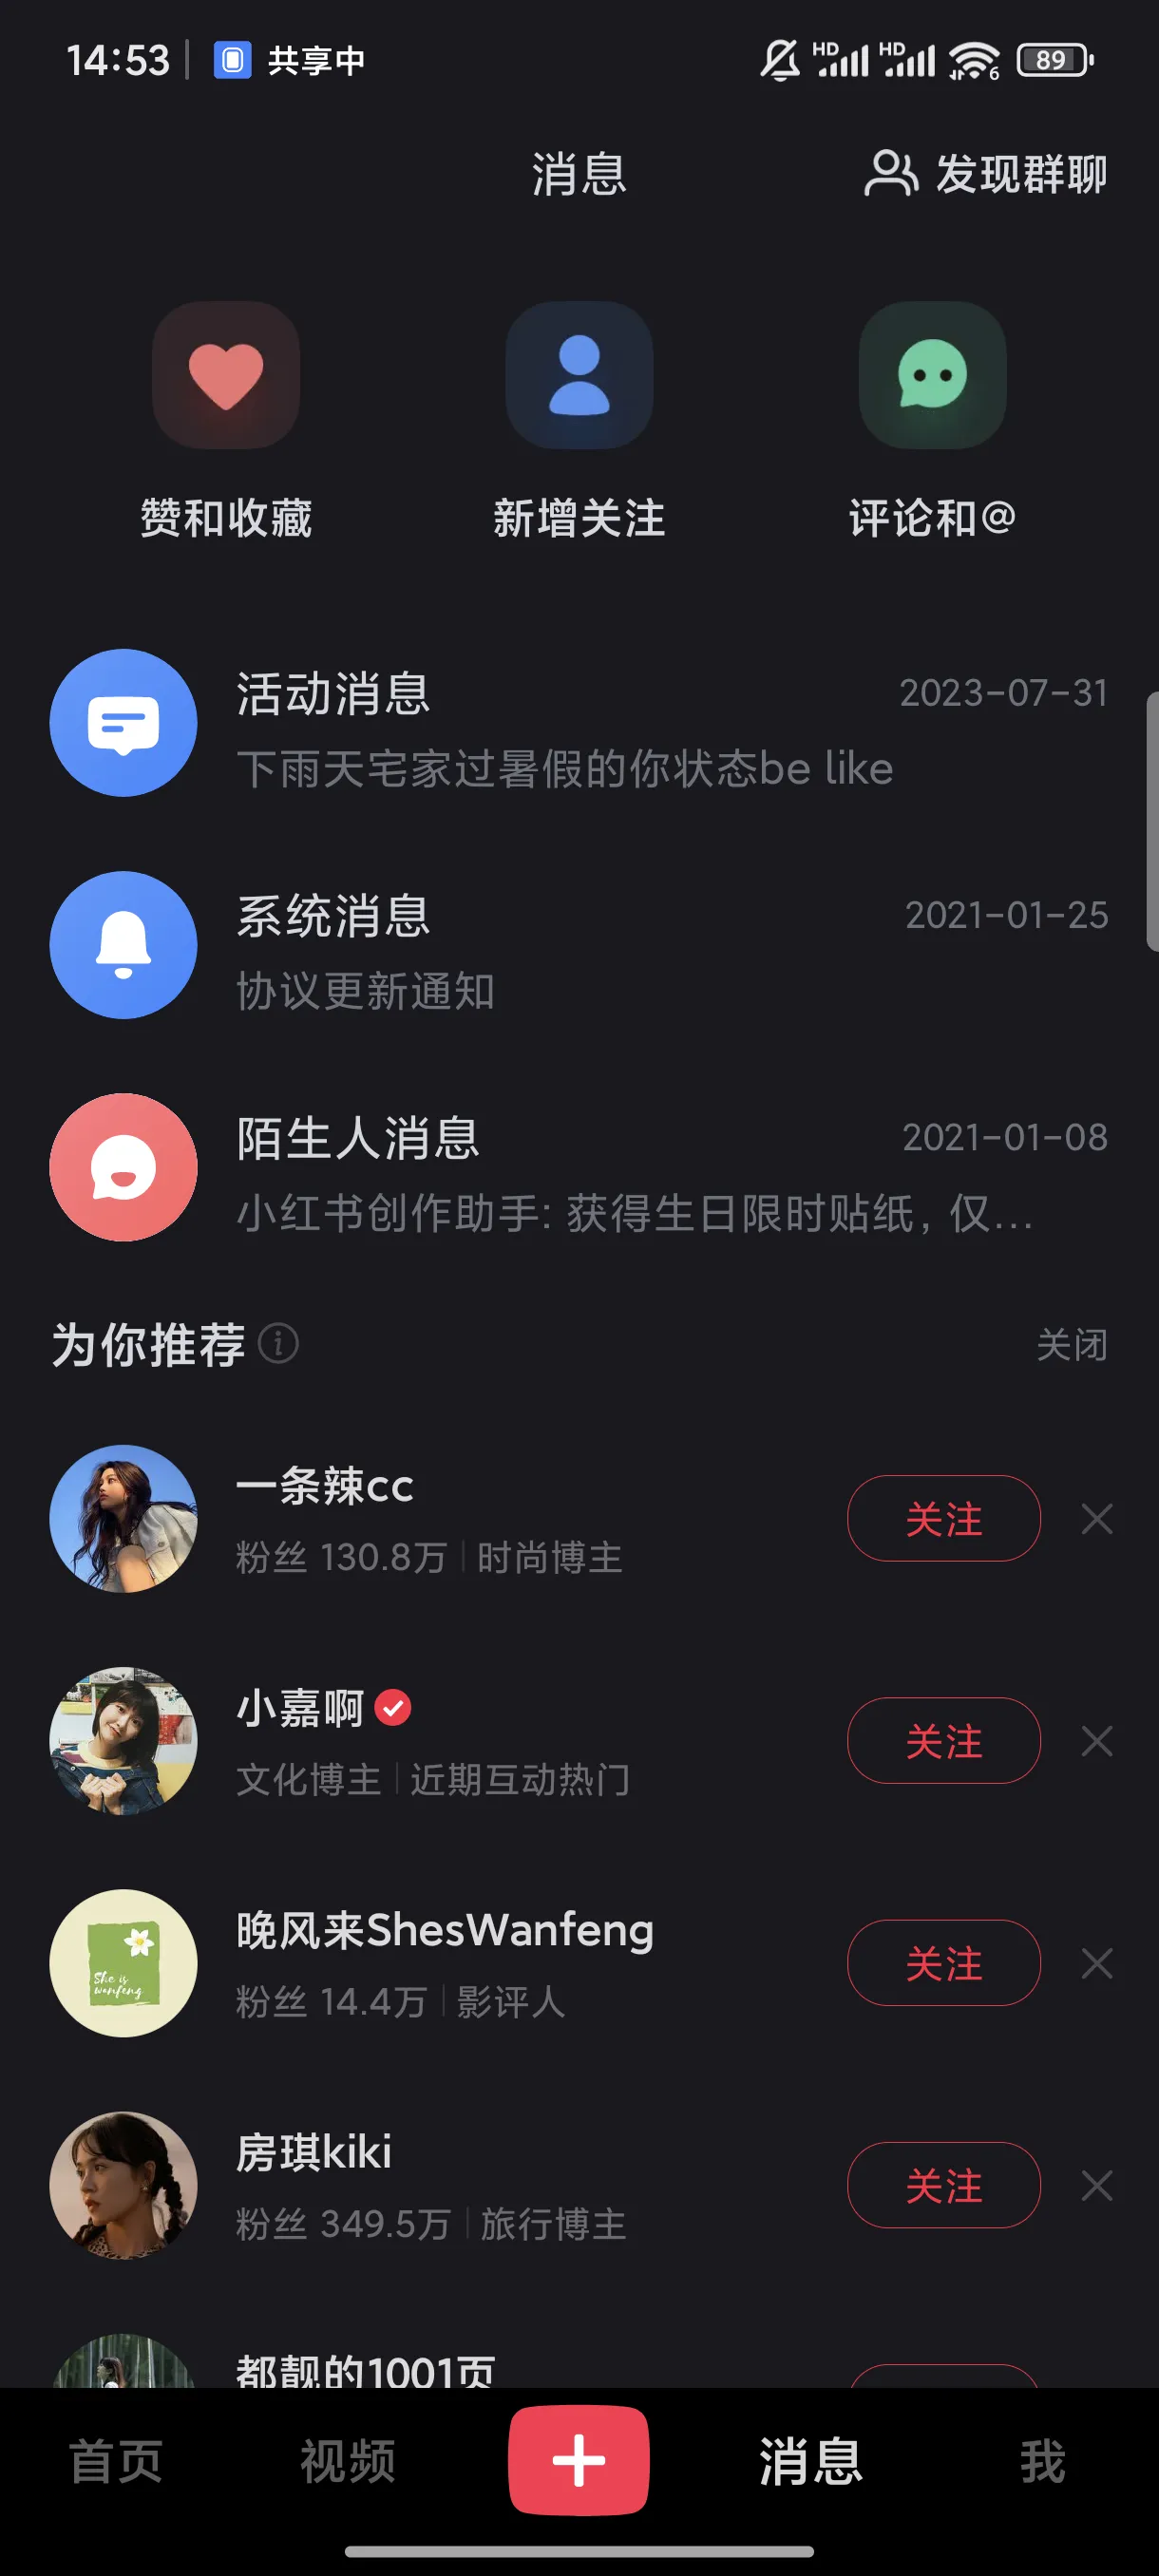 14:53 共享中 HD HD 6 89
消息 发现群聊
赞和收藏 新增关注 评论和@
活动消息 2023-07-31
下雨天宅家过暑假的你状态be like
系统消息 2021-01-25
协议更新通知
陌生人消息 2021-01-08
小红书创作助手: 获得生日限时贴纸，仅...
为你推荐 关闭
一条辣cc 关注
粉丝 130.8万 | 时尚博主
小嘉啊 关注
文化博主 | 近期互动热门
晚风来ShesWanfeng 关注
She is
wanfeng
粉丝 14.4万 | 影评人
房琪kiki 关注
粉丝 349.5万 | 旅行博主
都靓的1001页
首页 视频 消息 我